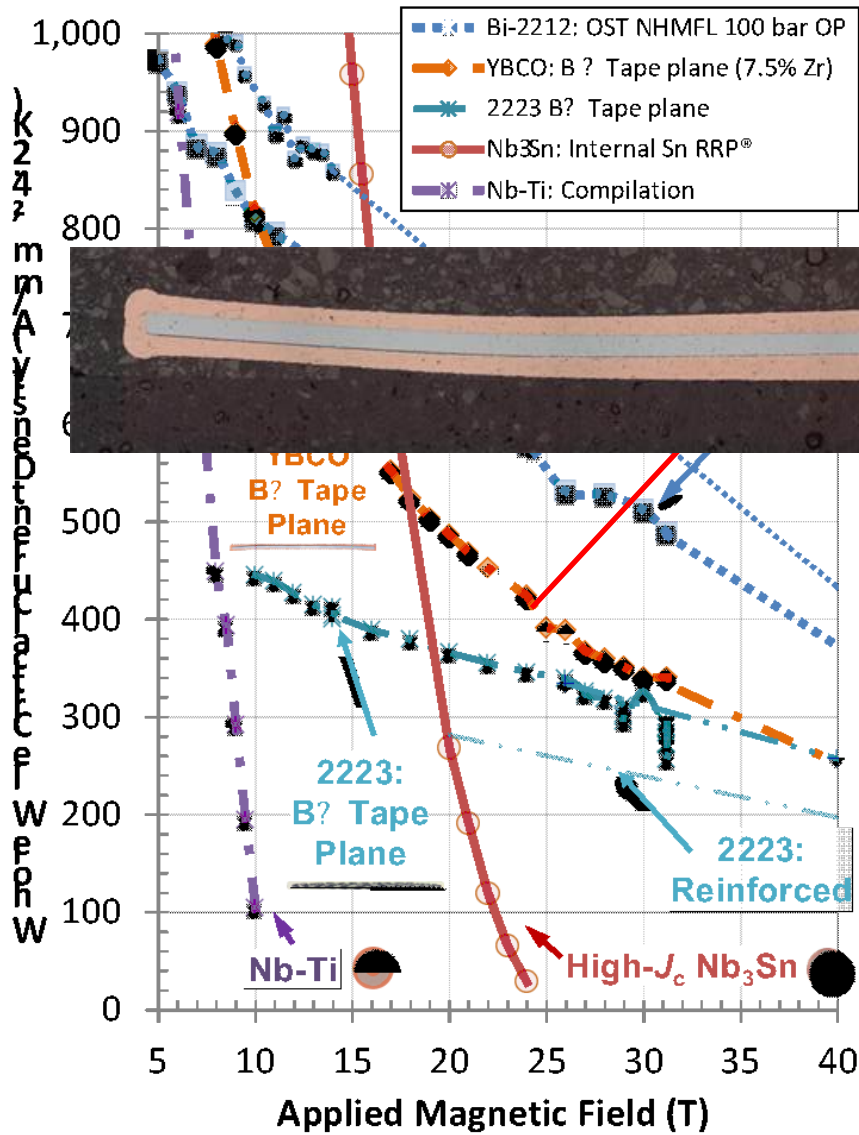 1,000
900
800
7
6
500
400
300
200
100
0
5
10
15
20
25
30
35
40
Applied Magnetic Field (T)
Bi-2212: OST NHMFL 100 bar OP
YBCO: B ? Tape plane (7.5% Zr)
2223 B? Tape plane
Nb3Sn: Internal Sn RRP®
Nb-Ti: Compilation
YBCO
B? Tape
Plane
2223:
B? Tape
Plane
2223:
Reinforced
Nb-Ti
High-Jc Nb3Sn